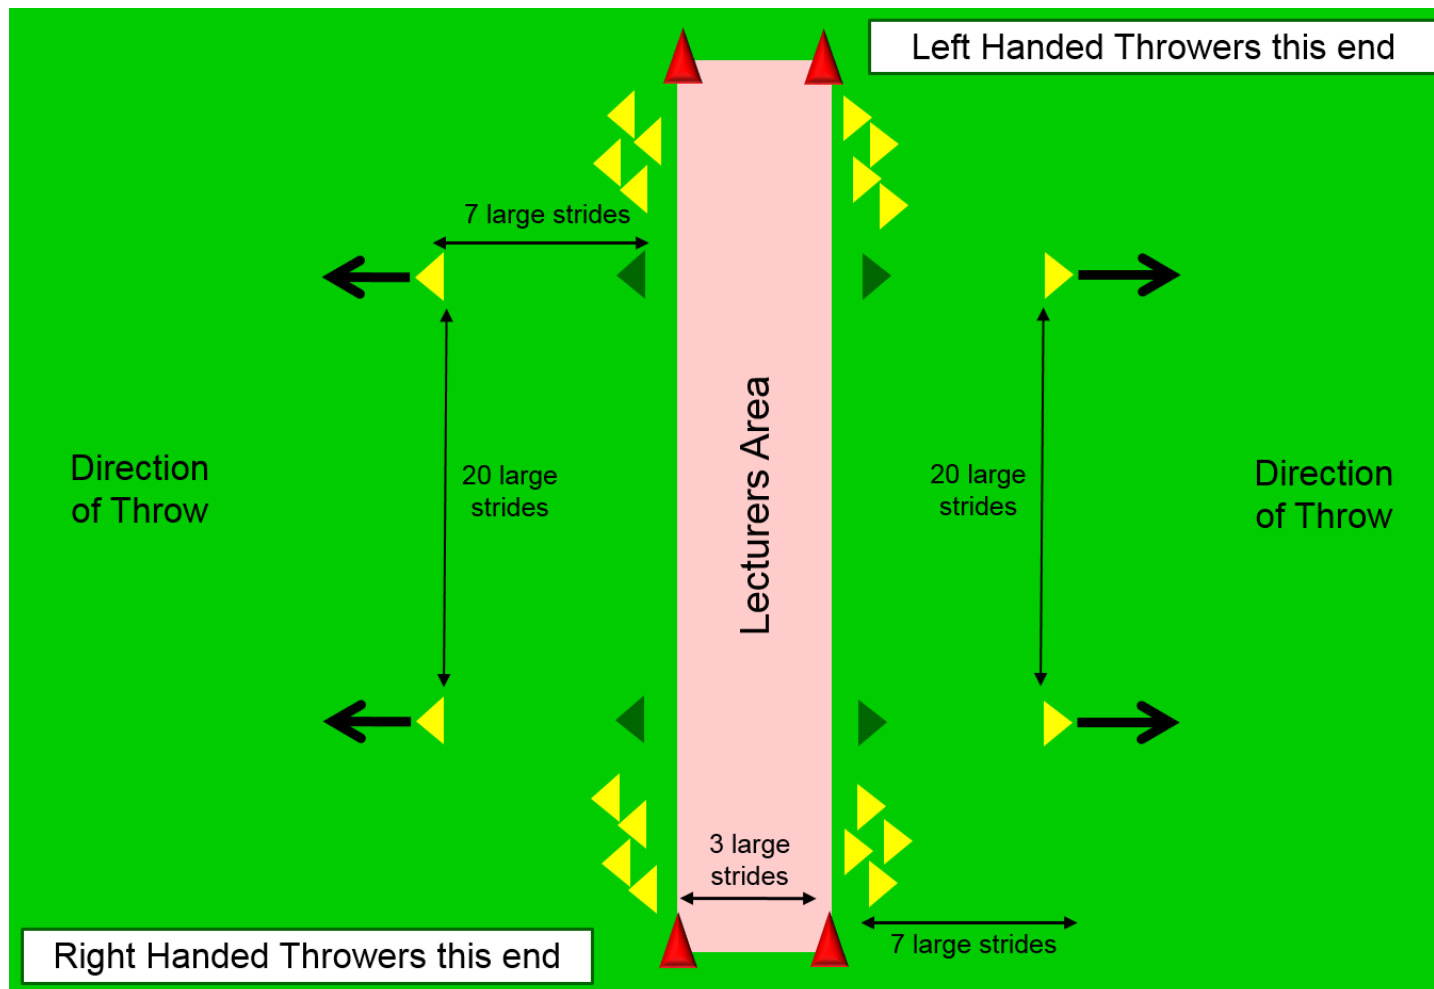 Left Handed Throwers this end
7 large strides
Direction
of Throw
20 large
strides
Lecturers Area
20 large
strides
Direction
of Throw
3 large
strides
7 large strides
Right Handed Throwers this end